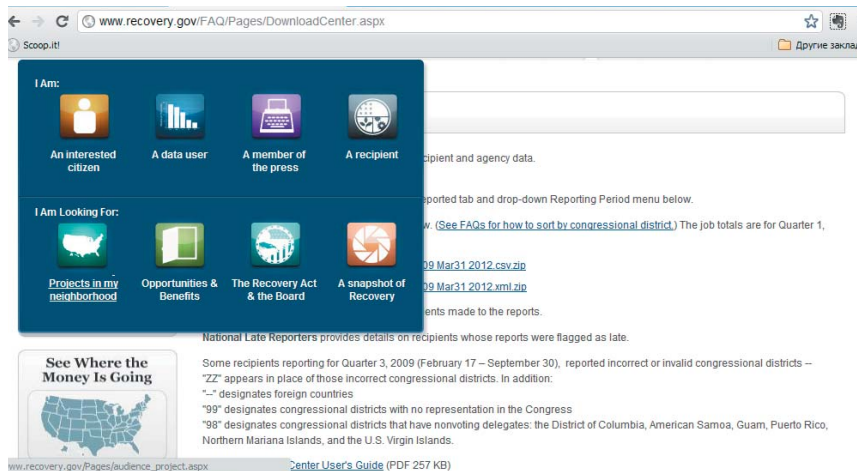 www.recovery.gov/FAQ/Pages/DownloadCenter.aspx
Scoop.it!
Другие закла
I Am:
An interested citizen
A data user
A member of the press
A recipient
I Am Looking For:
Projects in my neighborhood
Opportunities & Benefits
The Recovery Act & the Board
A snapshot of Recovery
cipient and agency data.
eported tab and drop-down Reporting Period menu below.
w. (See FAQs for how to sort by congressional district.) The job totals are for Quarter 1,
09 Mar31 2012.csv.zip
09 Mar31 2012.xml.zip
ents made to the reports.
National Late Reporters provides details on recipients whose reports were flagged as late.
See Where the
Money Is Going
Some recipients reporting for Quarter 3, 2009 (February 17 – September 30), reported incorrect or invalid congressional districts --
"ZZ" appears in place of those incorrect congressional districts. In addition:
"--" designates foreign countries
"99" designates congressional districts with no representation in the Congress
"98" designates congressional districts that have nonvoting delegates: the District of Columbia, American Samoa, Guam, Puerto Rico,
Northern Mariana Islands, and the U.S. Virgin Islands.
www.recovery.gov/Pages/audience_project.aspx
Center User's Guide (PDF 257 KB)